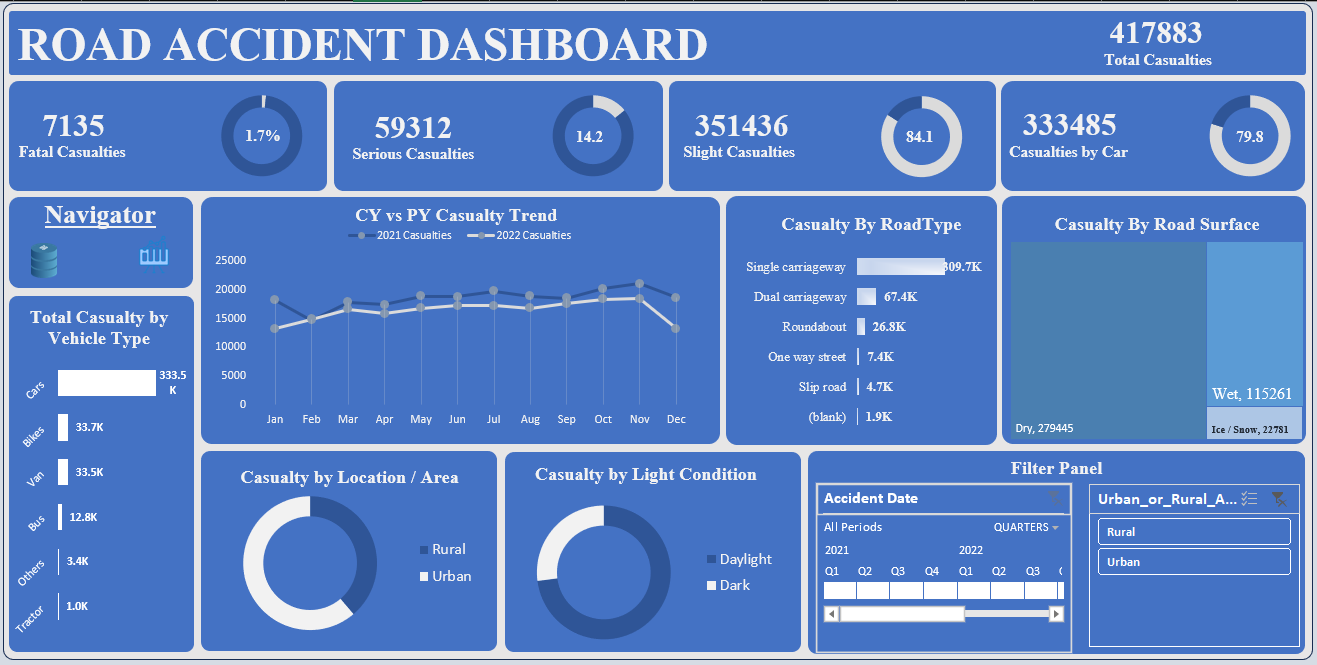 ROAD ACCIDENT DASHBOARD
417883
Total Casualties
7135
Fatal Casualties
1.7%
59312
Serious Casualties
14.2
351436
Slight Casualties
84.1
333485
Casualties by Car
79.8
Navigator
Total Casualty by
Vehicle Type
Cars
333.5
K
Bikes
33.7K
Van
33.5K
Bus
12.8K
Others
3.4K
Tractor
1.0K
CY vs PY Casualty Trend
2021 Casualties
2022 Casualties
25000
20000
15000
10000
5000
0
Jan Feb Mar Apr May Jun Jul Aug Sep Oct Nov Dec
Casualty By RoadType
Single carriageway 309.7K
Dual carriageway 67.4K
Roundabout 26.8K
One way street 7.4K
Slip road 4.7K
(blank) 1.9K
Casualty By Road Surface
Dry, 279445
Wet, 115261
Ice / Snow, 22781
Casualty by Location / Area
Rural
Urban
Casualty by Light Condition
Daylight
Dark
Filter Panel
Accident Date
All Periods QUARTERS
2021 2022
Q1 Q2 Q3 Q4 Q1 Q2 Q3
Urban_or_Rural_A...
Rural
Urban